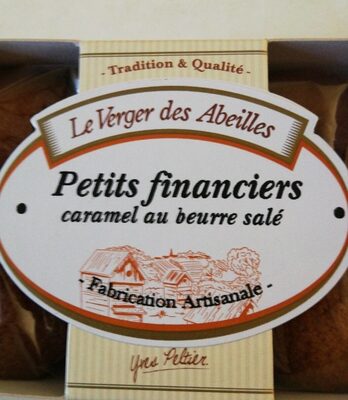 - Tradition & Qualité -
Le Verger des Abeilles
Petits financiers
caramel au beurre salé
- Fabrication Artisanale -
Yves Peltier